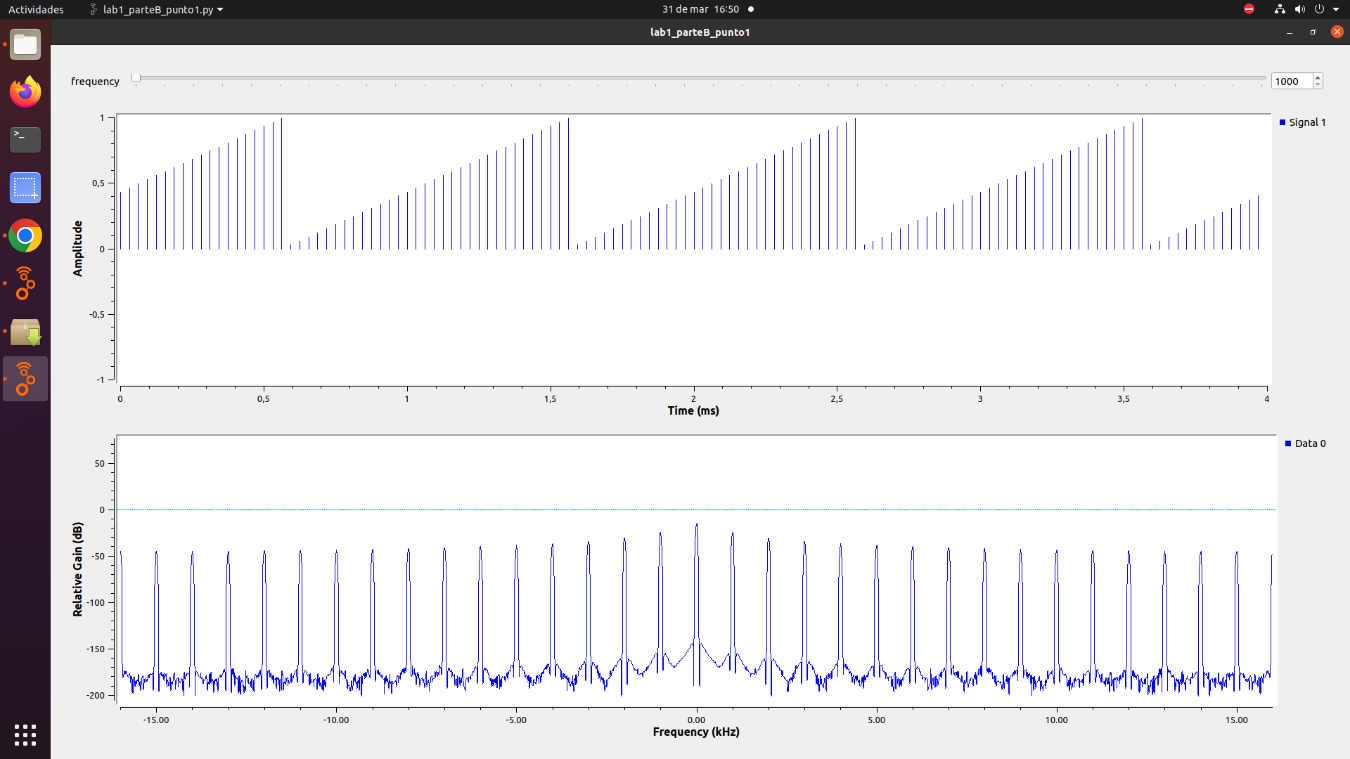 Actividades lab1_parteB_punto1.py 31 de mar 16:50
lab1_parteB_punto1
frequency 1000
Signal 1
Amplitude
1
0,5
0
-0,5
-1
0 0,5 1 1,5 2 2,5 3 3,5 4
Time (ms)
Data 0
Relative Gain (dB)
50
0
-50
-100
-150
-200
-15.00 -10.00 -5.00 0.00 5.00 10.00 15.00
Frequency (kHz)